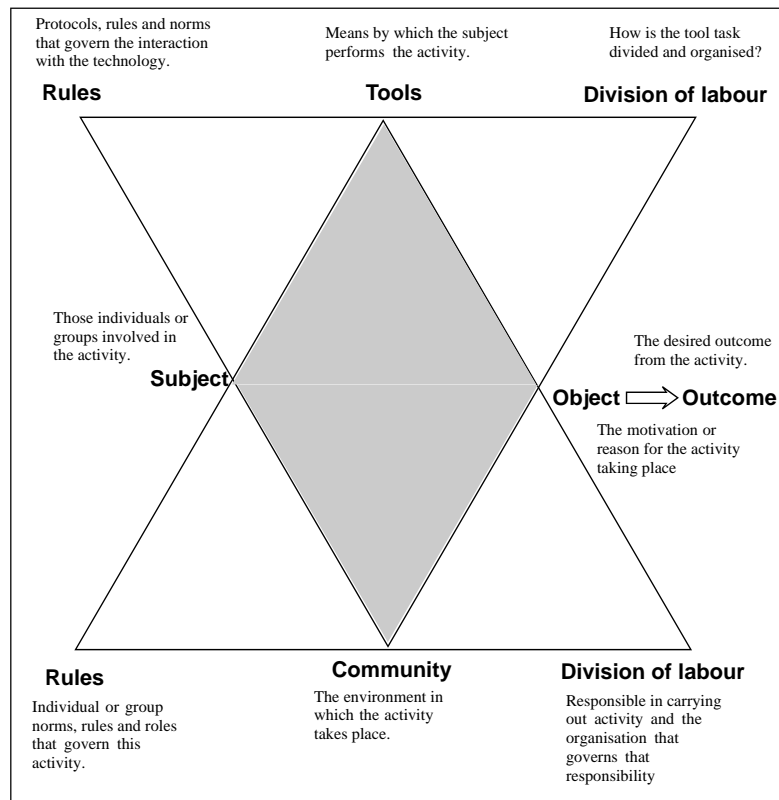 Protocols, rules and norms
that govern the interaction
with the technology.
Rules
Means by which the subject
performs the activity.
Tools
How is the tool task
divided and organised?
Division of labour
Those individuals or
groups involved in
the activity.
Subject
The desired outcome
from the activity.
Object
Outcome
The motivation or
reason for the activity
taking place
Rules
Individual or group
norms, rules and roles
that govern this
activity.
Community
The environment in
which the activity
takes place.
Division of labour
Responsible in carrying
out activity and the
organisation that
governs that
responsibility